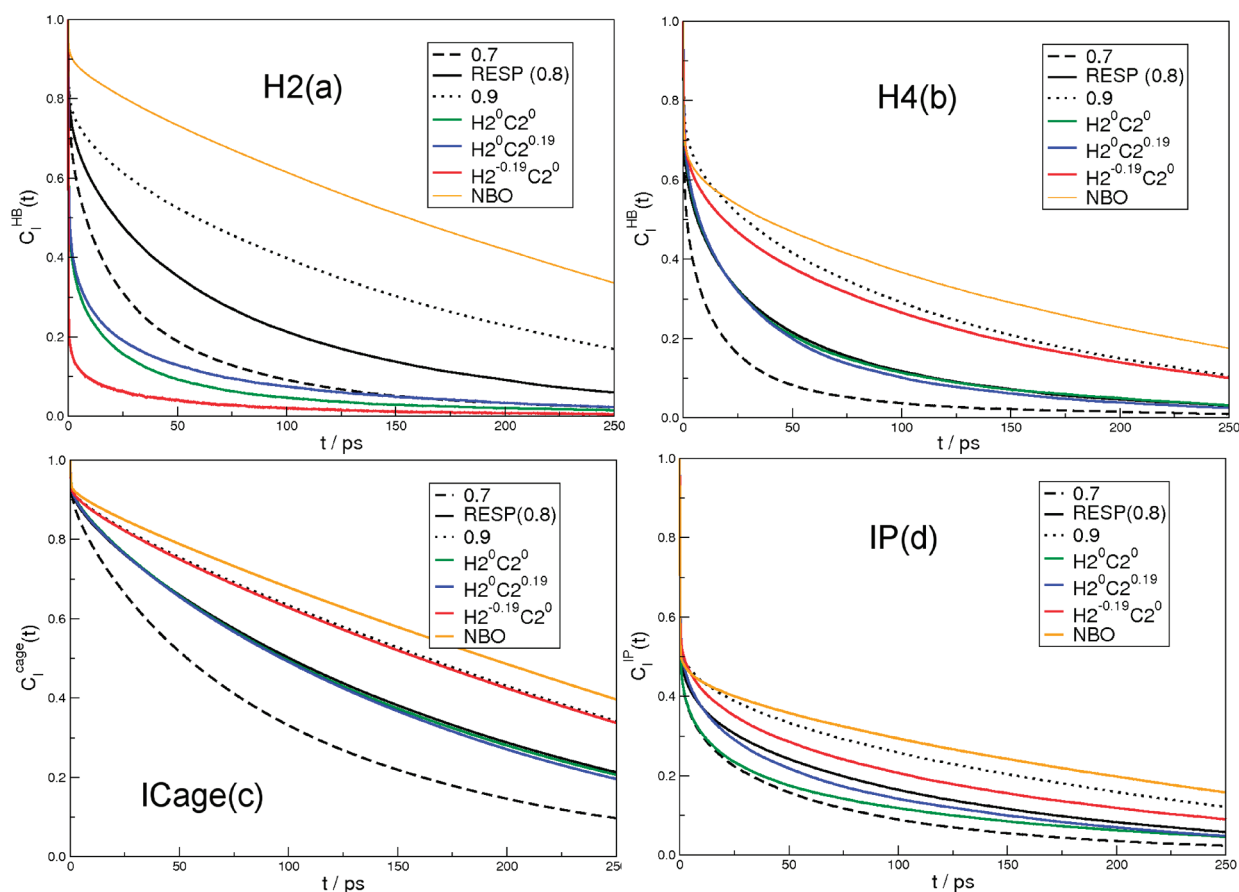 H2(a)
0.7
RESP (0.8)
0.9
H2⁰C2⁰
H2⁰C2^0.19
H2^-0.19C2⁰
NBO
C_I^HB(t)
1.0
0.8
0.6
0.4
0.2
0.0
0
50
100
150
200
250
t / ps
H4(b)
0.7
RESP (0.8)
0.9
H2⁰C2⁰
H2⁰C2^0.19
H2^-0.19C2⁰
NBO
C_I^HB(t)
1.0
0.8
0.6
0.4
0.2
0.0
0
50
100
150
200
250
t / ps
ICage(c)
0.7
RESP(0.8)
0.9
H2⁰C2⁰
H2⁰C2^0.19
H2^-0.19C2⁰
NBO
C_I^cage(t)
1.0
0.8
0.6
0.4
0.2
0.0
0
50
100
150
200
250
t / ps
IP(d)
0.7
RESP(0.8)
0.9
H2⁰C2⁰
H2⁰C2^0.19
H2^-0.19C2⁰
NBO
C_I^IP(t)
1.0
0.8
0.6
0.4
0.2
0.0
0
50
100
150
200
250
t / ps